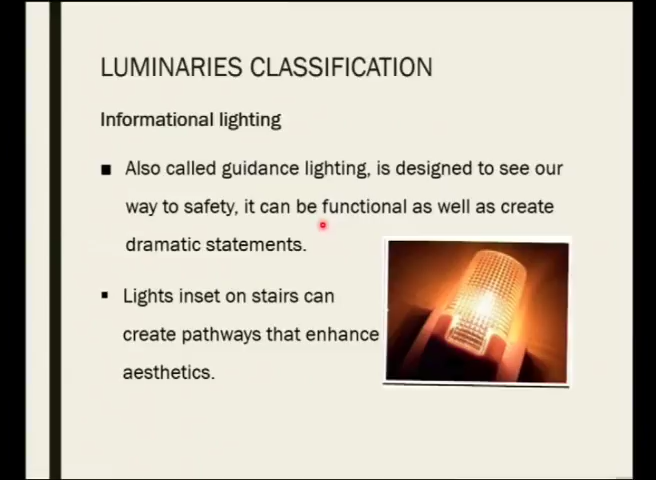 LUMINARIES CLASSIFICATION
Informational lighting
■ Also called guidance lighting, is designed to see our
way to safety, it can be functional as well as create
dramatic statements.
▪ Lights inset on stairs can
create pathways that enhance
aesthetics.